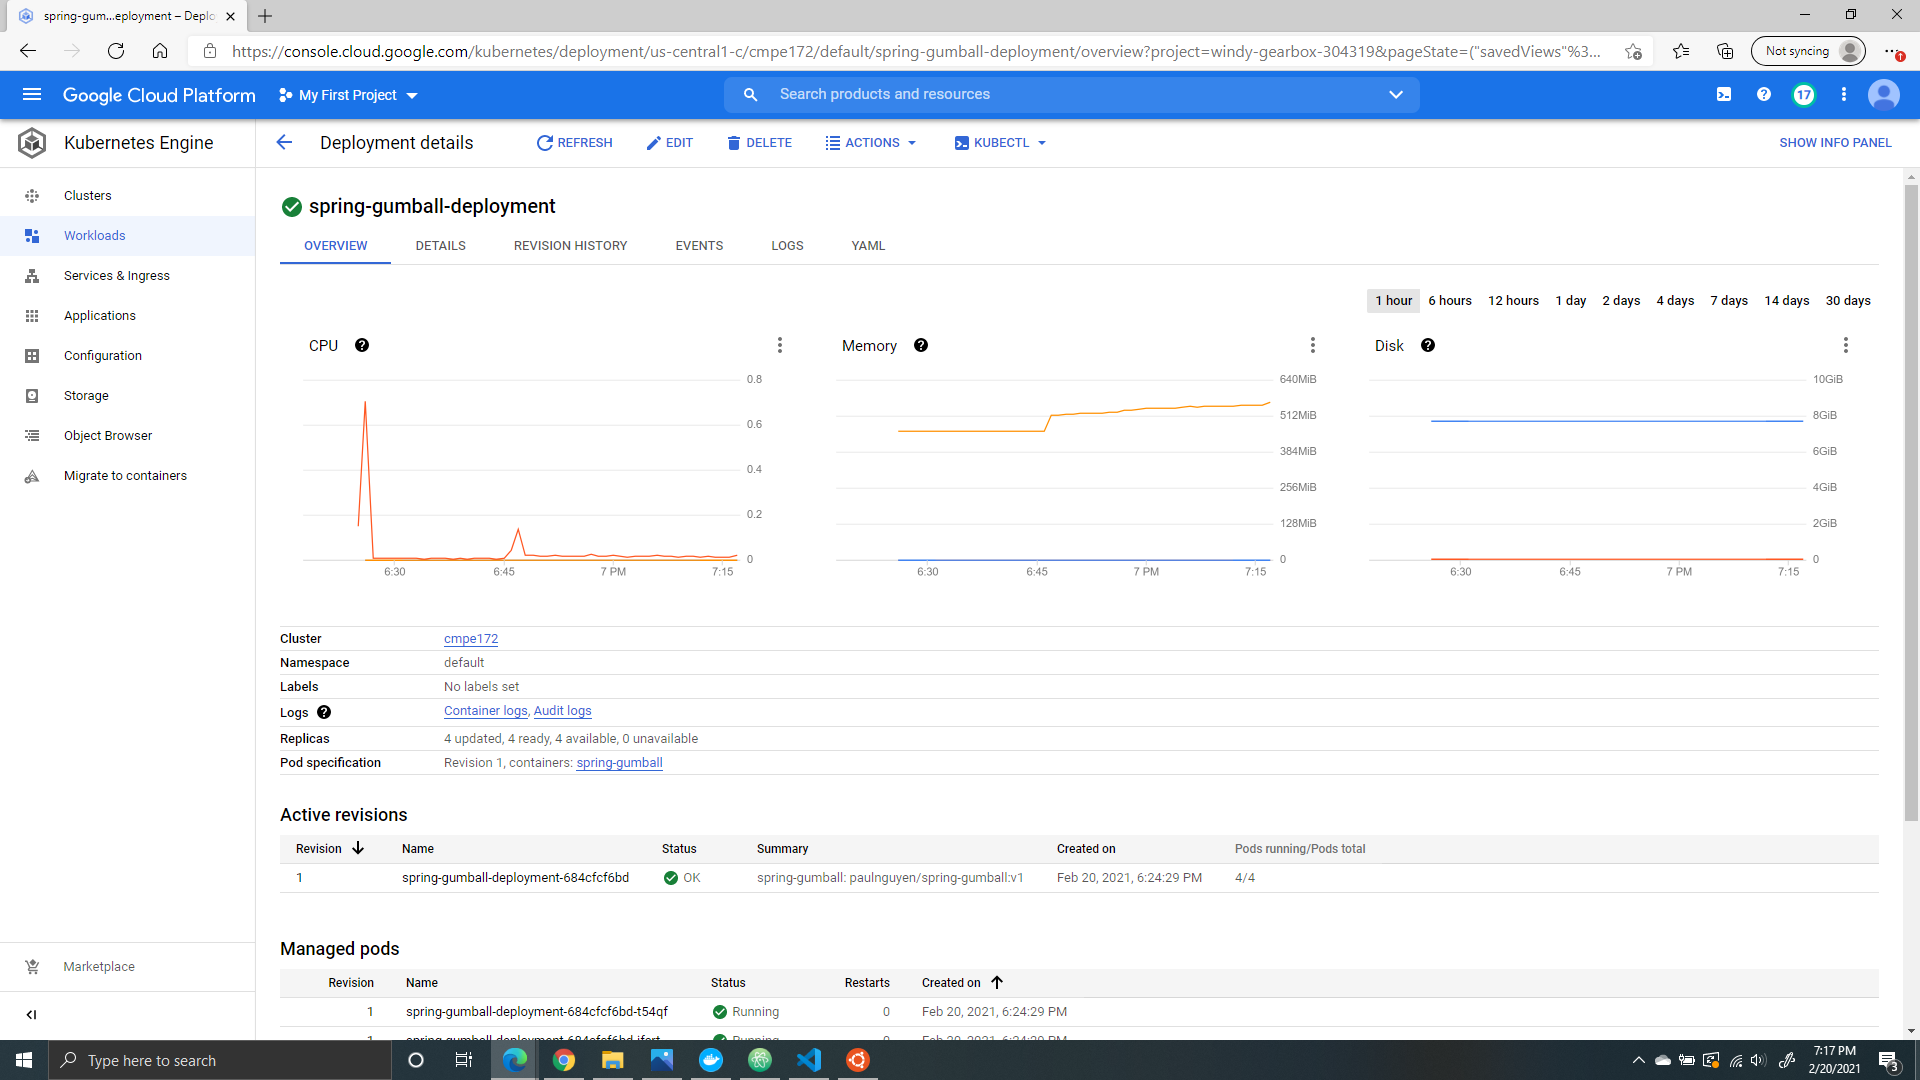 spring-gum...eployment – Deplo
https://console.cloud.google.com/kubernetes/deployment/us-central1-c/cmpe172/default/spring-gumball-deployment/overview?project=windy-gearbox-304319&pageState=("savedViews"%3...
Not syncing
Google Cloud Platform
My First Project
Search products and resources
17
Kubernetes Engine
Deployment details
REFRESH
EDIT
DELETE
ACTIONS
KUBECTL
SHOW INFO PANEL
Clusters
Workloads
Services & Ingress
Applications
Configuration
Storage
Object Browser
Migrate to containers
Marketplace
spring-gumball-deployment
OVERVIEW DETAILS REVISION HISTORY EVENTS LOGS YAML
1 hour 6 hours 12 hours 1 day 2 days 4 days 7 days 14 days 30 days
CPU
0.8
0.6
0.4
0.2
0
6:30 6:45 7 PM 7:15
Memory
640MiB
512MiB
384MiB
256MiB
128MiB
0
6:30 6:45 7 PM 7:15
Disk
10GiB
8GiB
6GiB
4GiB
2GiB
0
6:30 6:45 7 PM 7:15
Cluster cmpe172
Namespace default
Labels No labels set
Logs Container logs, Audit logs
Replicas 4 updated, 4 ready, 4 available, 0 unavailable
Pod specification Revision 1, containers: spring-gumball
Active revisions
Revision Name Status Summary Created on Pods running/Pods total
1 spring-gumball-deployment-684cfcf6bd OK spring-gumball: paulnguyen/spring-gumball:v1 Feb 20, 2021, 6:24:29 PM 4/4
Managed pods
Revision Name Status Restarts Created on
1 spring-gumball-deployment-684cfcf6bd-t54qf Running 0 Feb 20, 2021, 6:24:29 PM
Type here to search
7:17 PM
2/20/2021
3